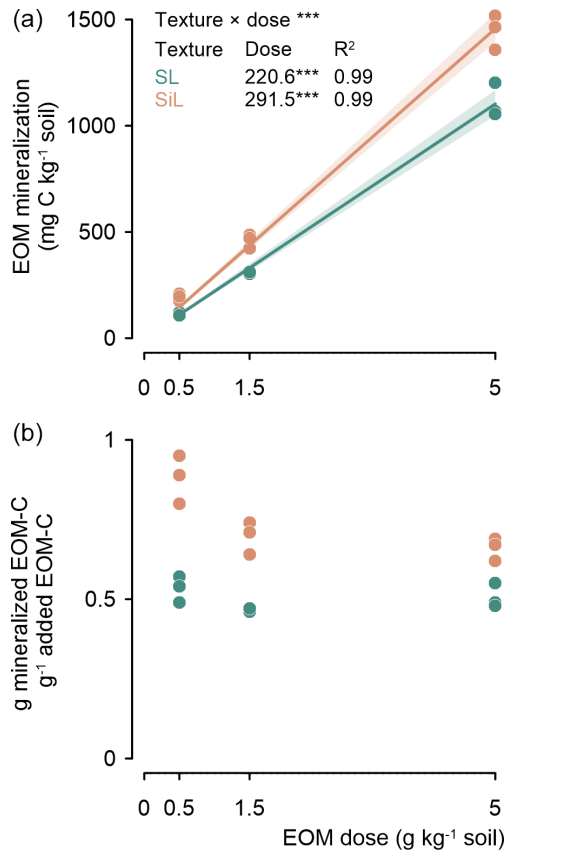 (a)
Texture × dose ***
Texture Dose R²
SL 220.6*** 0.99
SiL 291.5*** 0.99
EOM mineralization
(mg C kg⁻¹ soil)
1500
1000
500
0
0 0.5 1.5 5
(b)
g mineralized EOM-C
g⁻¹ added EOM-C
1
0.5
0
0 0.5 1.5 5
EOM dose (g kg⁻¹ soil)